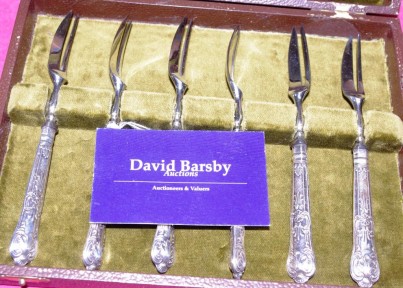 David Barsby
Auctions
Auctioneers & Valuers